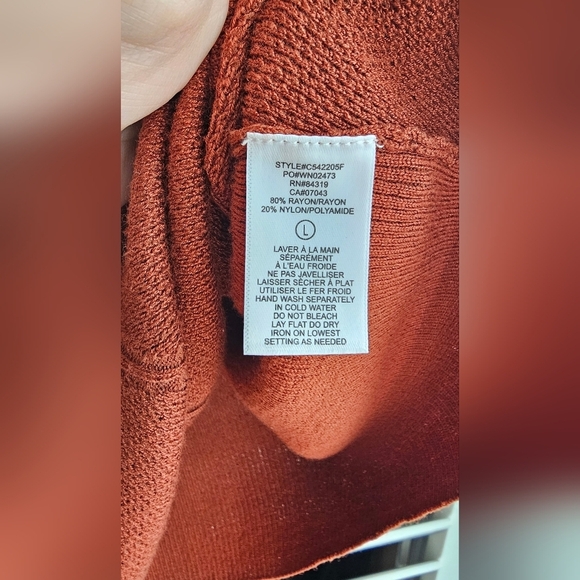 STYLE#C542205F
PO#WN02473
RN#84319
CA#07043
80% RAYON/RAYON
20% NYLON/POLYAMIDE
L
LAVER À LA MAIN
SÉPARÉMENT
À L'EAU FROIDE
NE PAS JAVELLISER
LAISSER SÉCHER À PLAT
UTILISER LE FER FROID
HAND WASH SEPARATELY
IN COLD WATER
DO NOT BLEACH
LAY FLAT DO DRY
IRON ON LOWEST
SETTING AS NEEDED